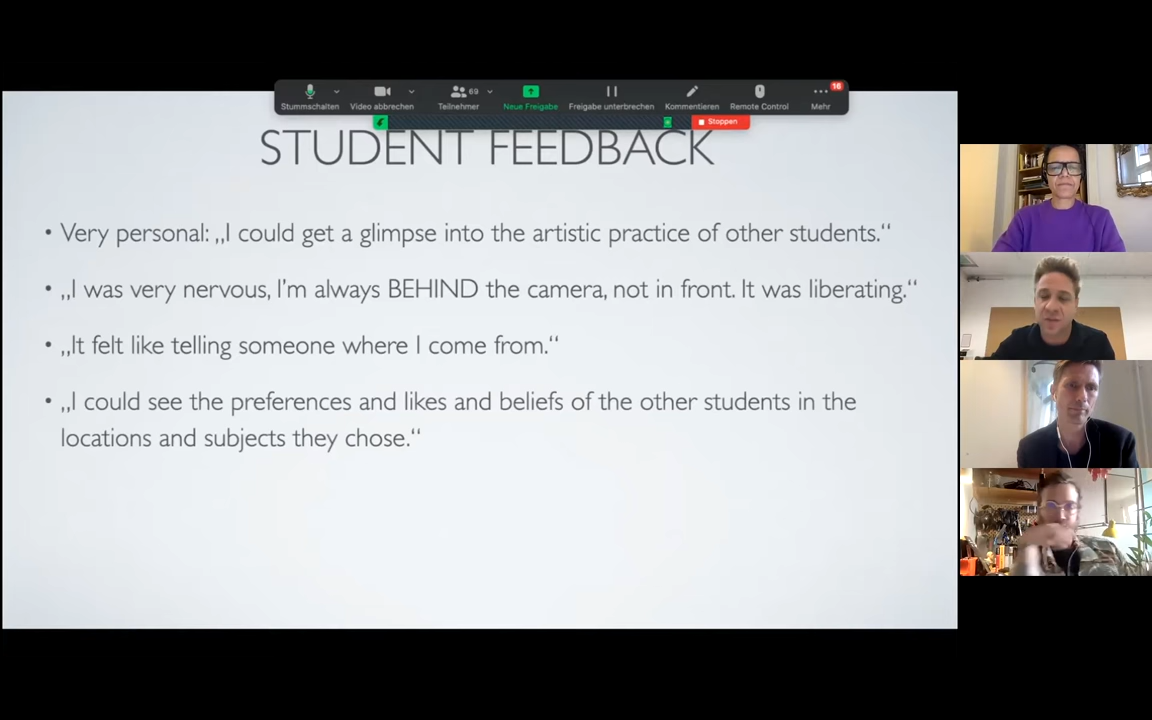 Stummschalten
Video abbrechen
69
Teilnehmer
Neue Freigabe
Freigabe unterbrechen
Kommentieren
Remote Control
16
Mehr
Stoppen
STUDENT FEEDBACK
• Very personal: „I could get a glimpse into the artistic practice of other students.“
• „I was very nervous, I’m always BEHIND the camera, not in front. It was liberating.“
• „It felt like telling someone where I come from.“
• „I could see the preferences and likes and beliefs of the other students in the
locations and subjects they chose.“